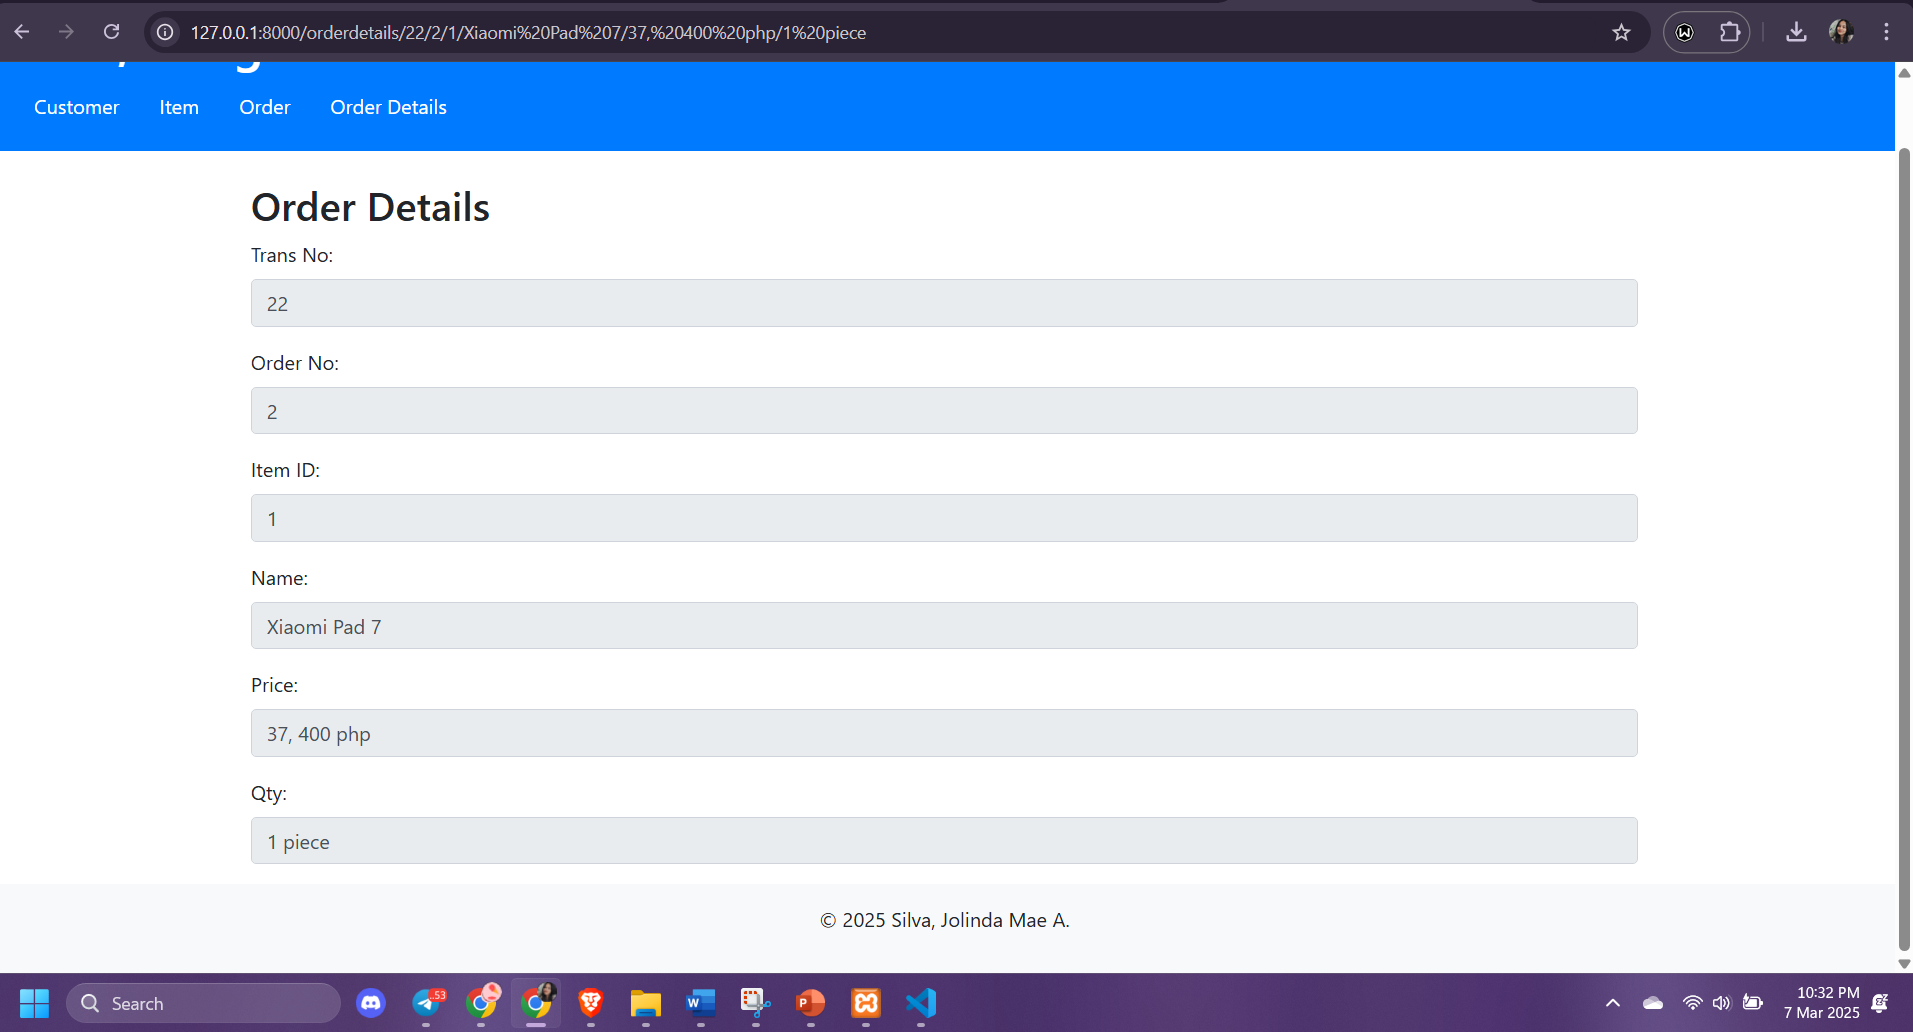 127.0.0.1:8000/orderdetails/22/2/1/Xiaomi%20Pad%207/37,%20400%20php/1%20piece
Customer Item Order Order Details
Order Details
Trans No:
22
Order No:
2
Item ID:
1
Name:
Xiaomi Pad 7
Price:
37, 400 php
Qty:
1 piece
© 2025 Silva, Jolinda Mae A.
Search
53
10:32 PM
7 Mar 2025